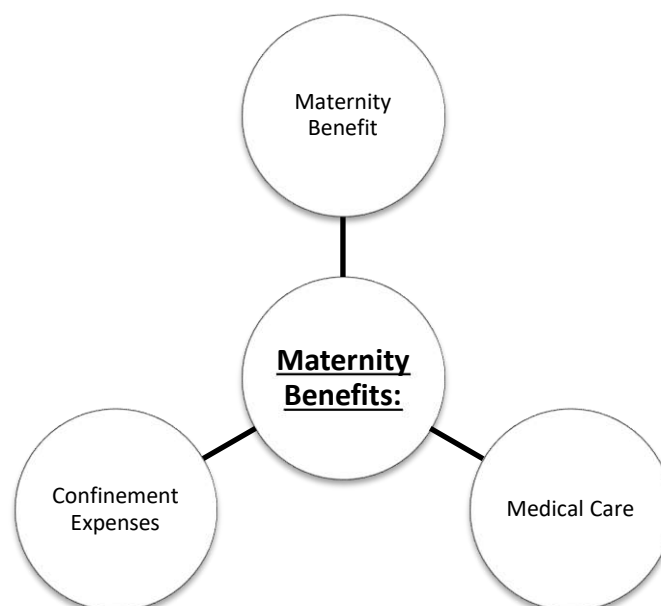 Maternity
Benefit
Maternity
Benefits:
Confinement
Expenses
Medical Care